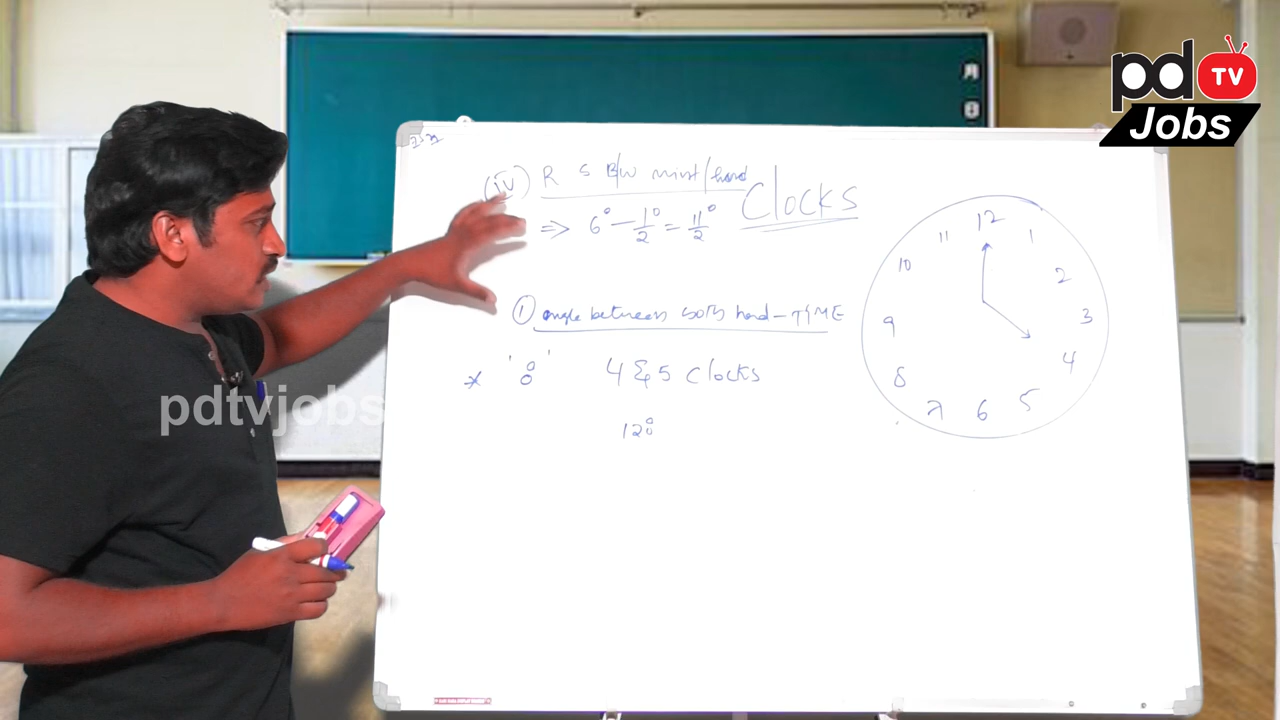 pd TV
Jobs
(iv) R S B/W mint/hand
Clocks
⇒ 6° - 1/2° = 11/2°
① angle between both hand - TIME
* '0°' 4 & 5 clocks
120°
12
11 1
10 2
9 3
8 4
7 6 5
pdtvjobs